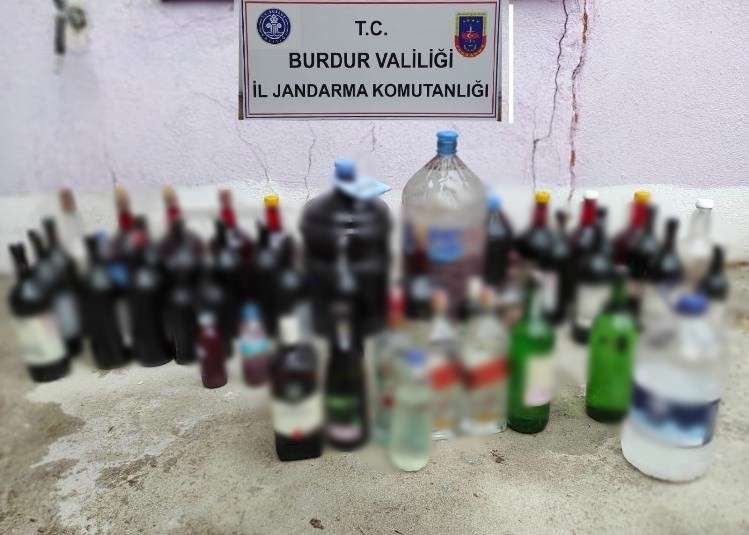 T.C.
BURDUR VALİLİĞİ
İL JANDARMA KOMUTANLIĞI